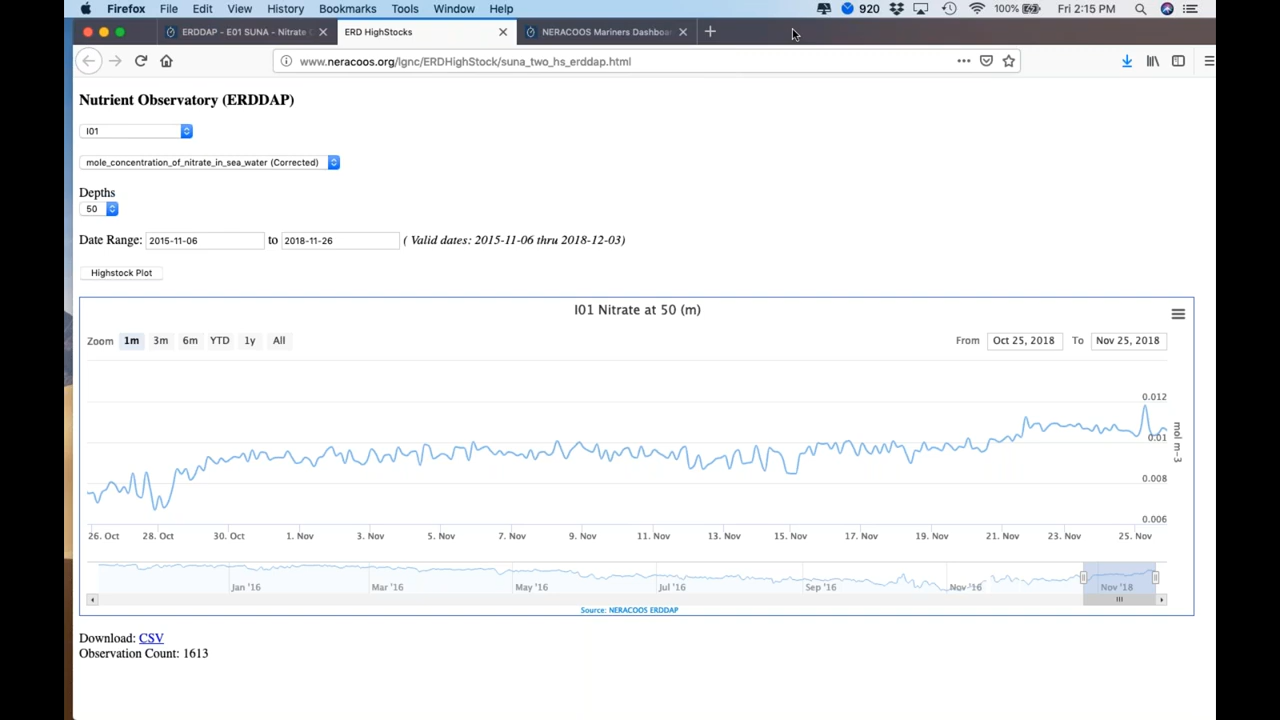 Firefox File Edit View History Bookmarks Tools Window Help 920 100% Fri 2:15 PM
ERDDAP - E01 SUNA - Nitrate ERD HighStocks NERACOOS Mariners Dashboar
www.neracoos.org/lgnc/ERDHighStock/suna_two_hs_erddap.html
Nutrient Observatory (ERDDAP)
I01
mole_concentration_of_nitrate_in_sea_water (Corrected)
Depths
50
Date Range: 2015-11-06 to 2018-11-26 ( Valid dates: 2015-11-06 thru 2018-12-03)
Highstock Plot
I01 Nitrate at 50 (m)
Zoom 1m 3m 6m YTD 1y All From Oct 25, 2018 To Nov 25, 2018
0.012
0.01
mol m-3
0.008
0.006
26. Oct 28. Oct 30. Oct 1. Nov 3. Nov 5. Nov 7. Nov 9. Nov 11. Nov 13. Nov 15. Nov 17. Nov 19. Nov 21. Nov 23. Nov 25. Nov
Jan '16 Mar '16 May '16 Jul '16 Sep '16 Nov '16 Nov '18
Source: NERACOOS ERDDAP
Download: CSV
Observation Count: 1613